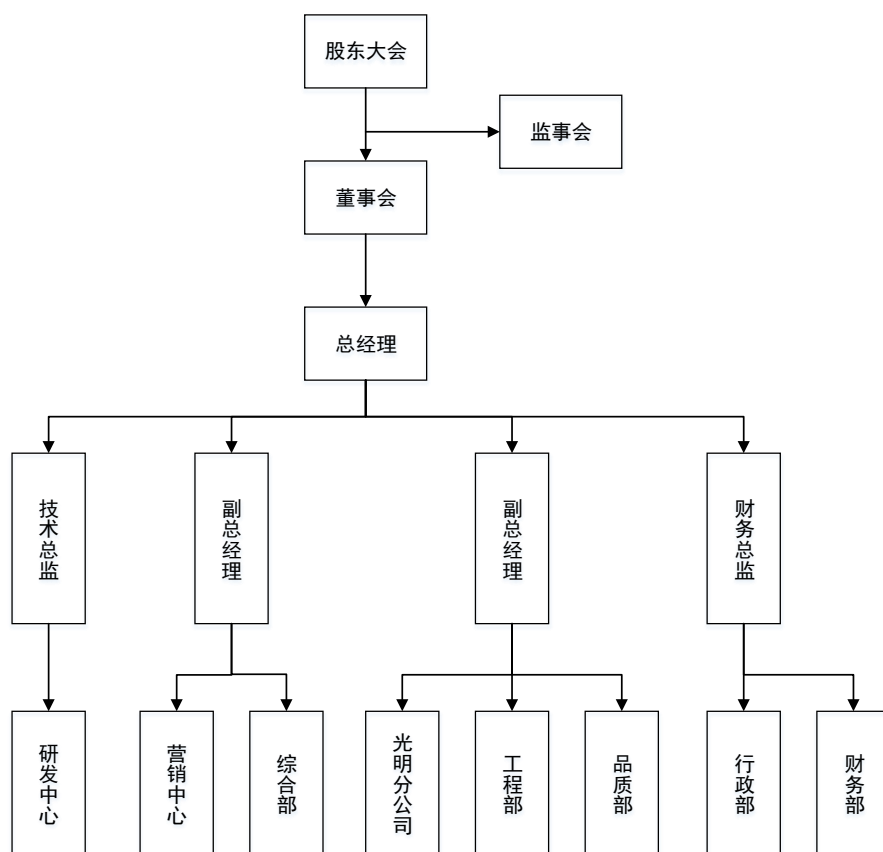 股东大会
监事会
董事会
总经理
技术总监
副总经理
副总经理
财务总监
研发中心
营销中心
综合部
光明分公司
工程部
品质部
行政部
财务部